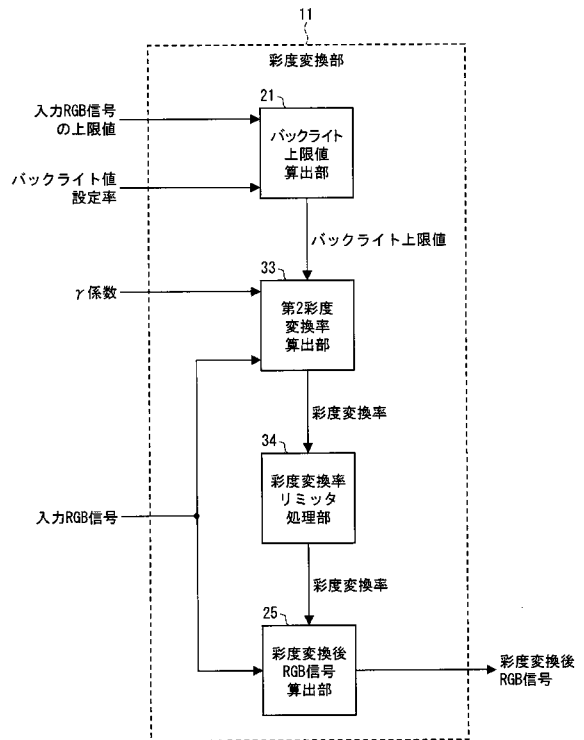 11
彩度変換部
入力RGB信号
の上限値
21
バックライト
上限値
算出部
バックライト値
設定率
バックライト上限値
33
γ係数
第2彩度
変換率
算出部
彩度変換率
34
彩度変換率
リミッタ
処理部
入力RGB信号
彩度変換率
25
彩度変換後
RGB信号
算出部
彩度変換後
RGB信号